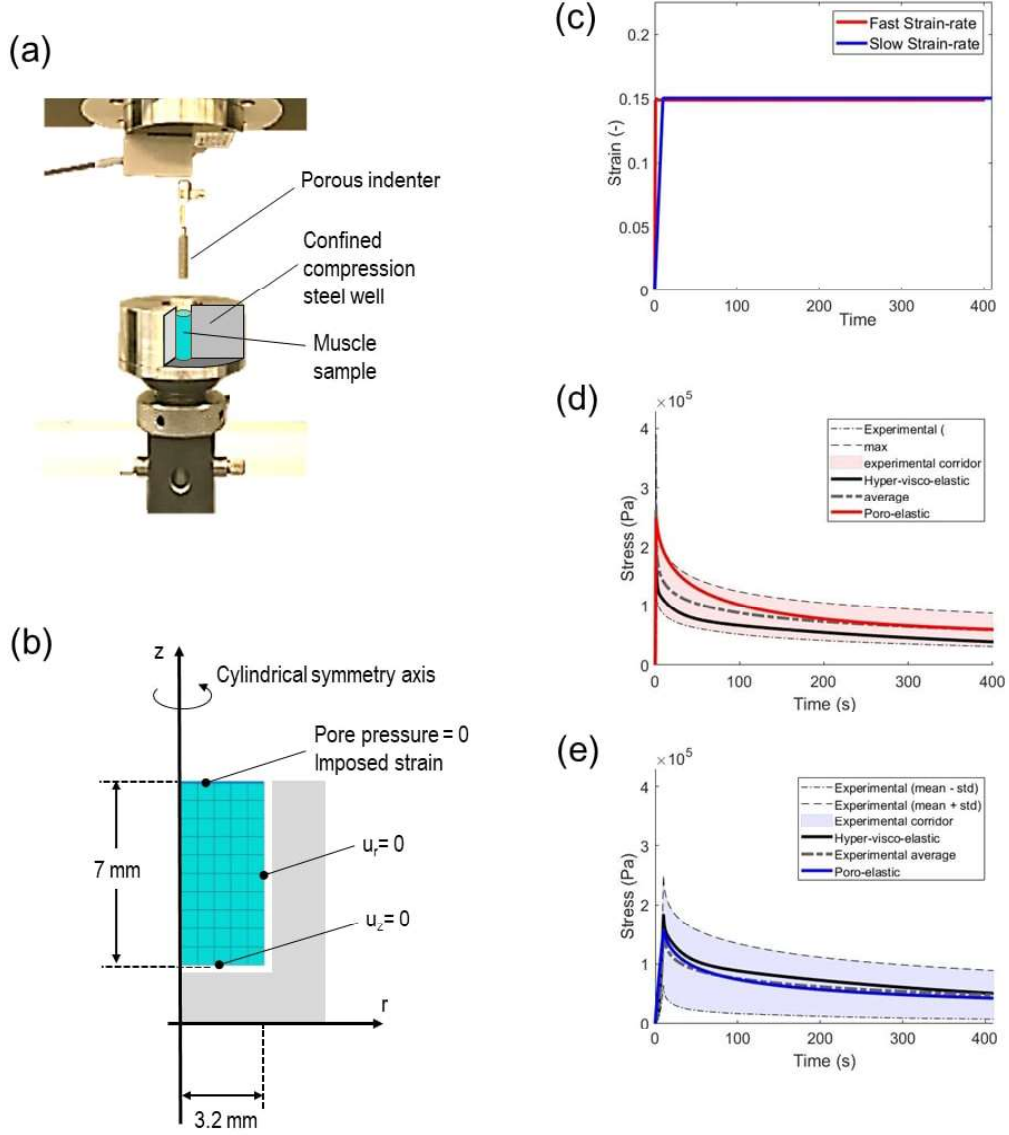 (a)
Porous indenter
Confined
compression
steel well
Muscle
sample
(b)
z
Cylindrical symmetry axis
Pore pressure = 0
Imposed strain
7 mm
u_r= 0
u_z= 0
r
3.2 mm
(c)
Fast Strain-rate
Slow Strain-rate
0.2
0.15
0.1
0.05
0
Strain (-)
0 100 200 300 400
Time
(d)
×10^5
Experimental (
max
experimental corridor
Hyper-visco-elastic
average
Poro-elastic
4
3
2
1
0
Stress (Pa)
0 100 200 300 400
Time (s)
(e)
×10^5
Experimental (mean - std)
Experimental (mean + std)
Experimental corridor
Hyper-visco-elastic
Experimental average
Poro-elastic
4
3
2
1
0
Stress (Pa)
0 100 200 300 400
Time (s)